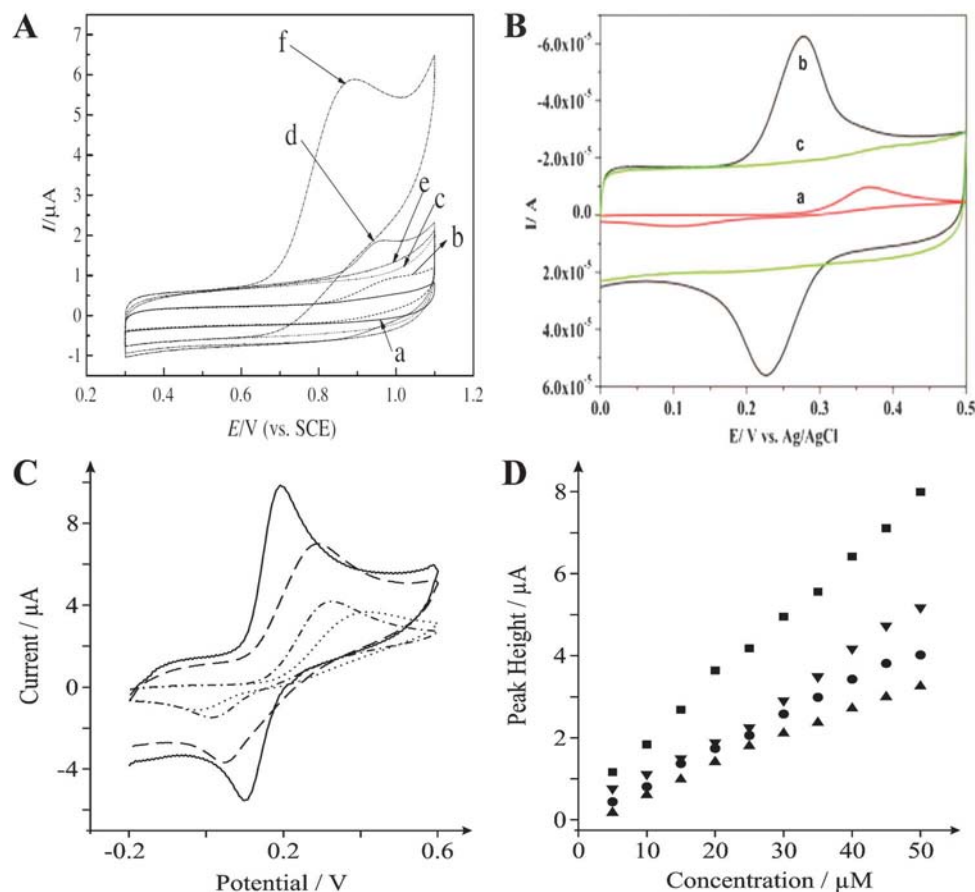 A
7
6
5
4
3
2
1
0
-1
I/μA
f
d
e
c
b
a
0.2 0.4 0.6 0.8 1.0 1.2
E/V (vs. SCE)
B
-6.0x10⁻⁵
-4.0x10⁻⁵
-2.0x10⁻⁵
0.0
2.0x10⁻⁵
4.0x10⁻⁵
6.0x10⁻⁵
I/ A
b
c
a
0.0 0.1 0.2 0.3 0.4 0.5
E/ V vs. Ag/AgCl
C
8
4
0
-4
Current / μA
-0.2 0.2 0.6
Potential / V
D
8
6
4
2
0
Peak Height / μA
0 10 20 30 40 50
Concentration / μM